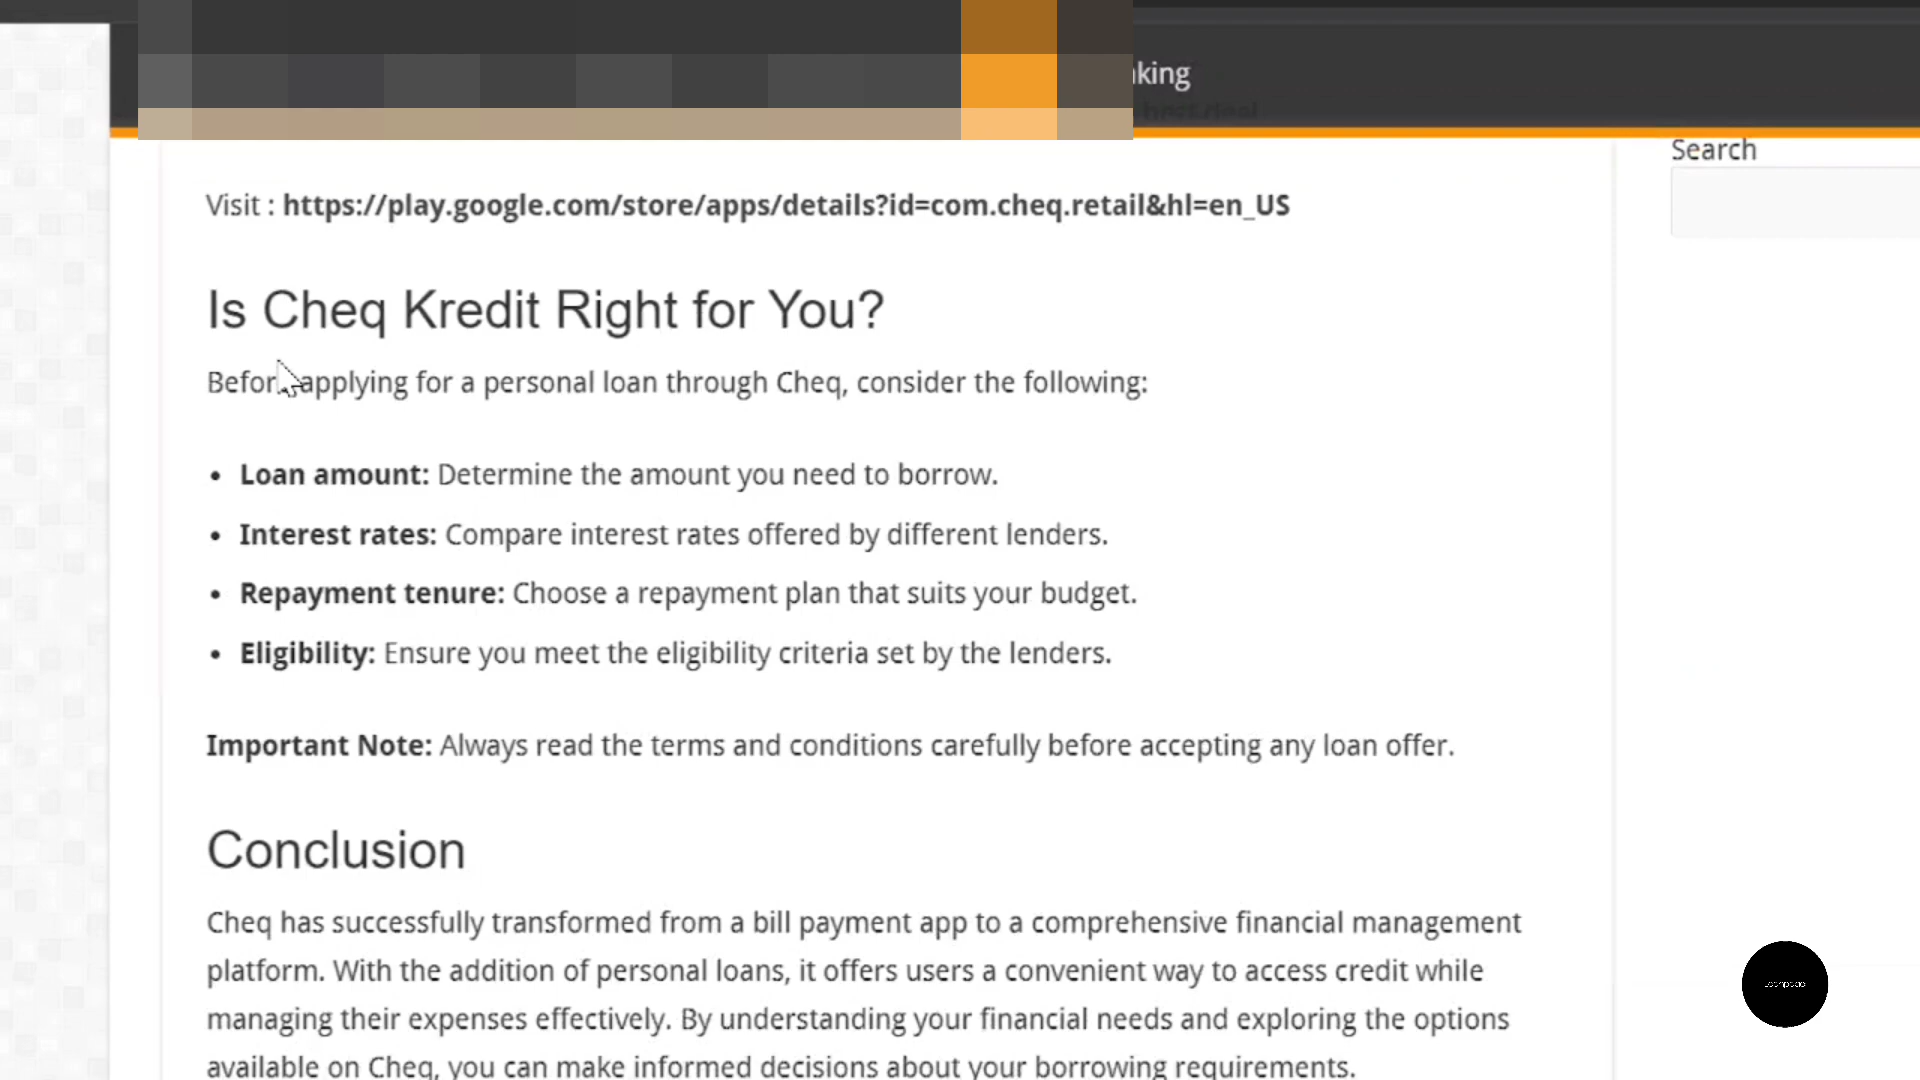 Search
Visit : https://play.google.com/store/apps/details?id=com.cheq.retail&hl=en_US
Is Cheq Kredit Right for You?
Before applying for a personal loan through Cheq, consider the following:
• Loan amount: Determine the amount you need to borrow.
• Interest rates: Compare interest rates offered by different lenders.
• Repayment tenure: Choose a repayment plan that suits your budget.
• Eligibility: Ensure you meet the eligibility criteria set by the lenders.
Important Note: Always read the terms and conditions carefully before accepting any loan offer.
Conclusion
Cheq has successfully transformed from a bill payment app to a comprehensive financial management
platform. With the addition of personal loans, it offers users a convenient way to access credit while
managing their expenses effectively. By understanding your financial needs and exploring the options
available on Cheq, you can make informed decisions about your borrowing requirements.